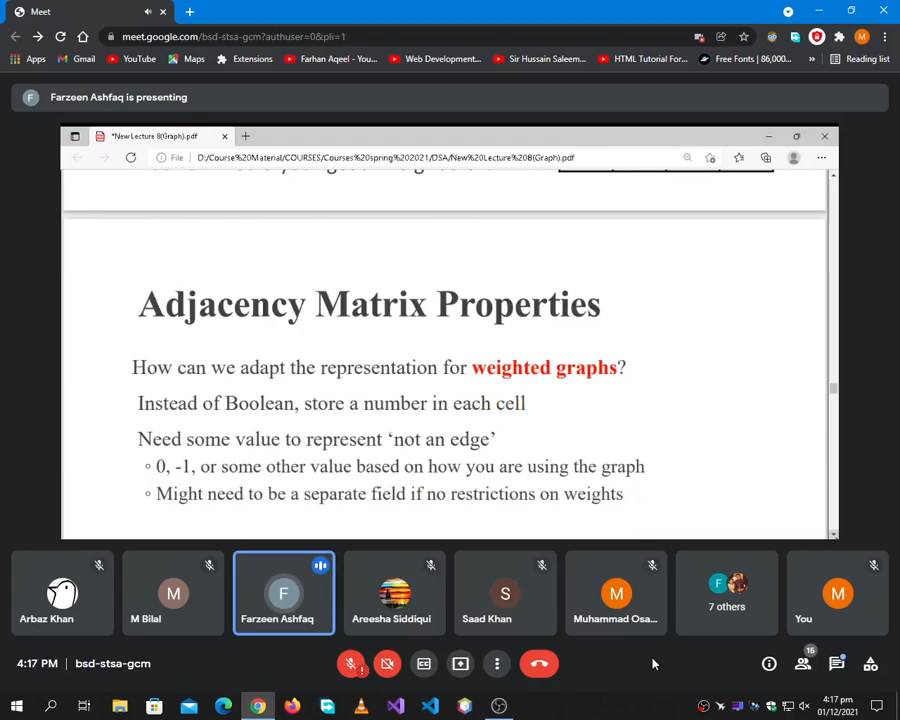 Meet
meet.google.com/bsd-stsa-gcm?authuser=0&pli=1
Apps
Gmail
YouTube
Maps
Extensions
Farhan Aqeel - You...
Web Development...
Sir Hussain Saleem...
HTML Tutorial For...
Free Fonts | 86,000...
»
Reading list
F Farzeen Ashfaq is presenting
*New Lecture 8(Graph).pdf
File
D:/Course%20Material/COURSES/Courses%20spring%202021/DSA/New%20Lecture%208(Graph).pdf
Adjacency Matrix Properties
How can we adapt the representation for weighted graphs?
Instead of Boolean, store a number in each cell
Need some value to represent ‘not an edge’
◦ 0, -1, or some other value based on how you are using the graph
◦ Might need to be a separate field if no restrictions on weights
Arbaz Khan
M
M Bilal
F
Farzeen Ashfaq
Areesha Siddiqui
S
Saad Khan
M
Muhammad Osa...
F
7 others
M
You
4:17 PM | bsd-stsa-gcm
16
4:17 pm
01/12/2021